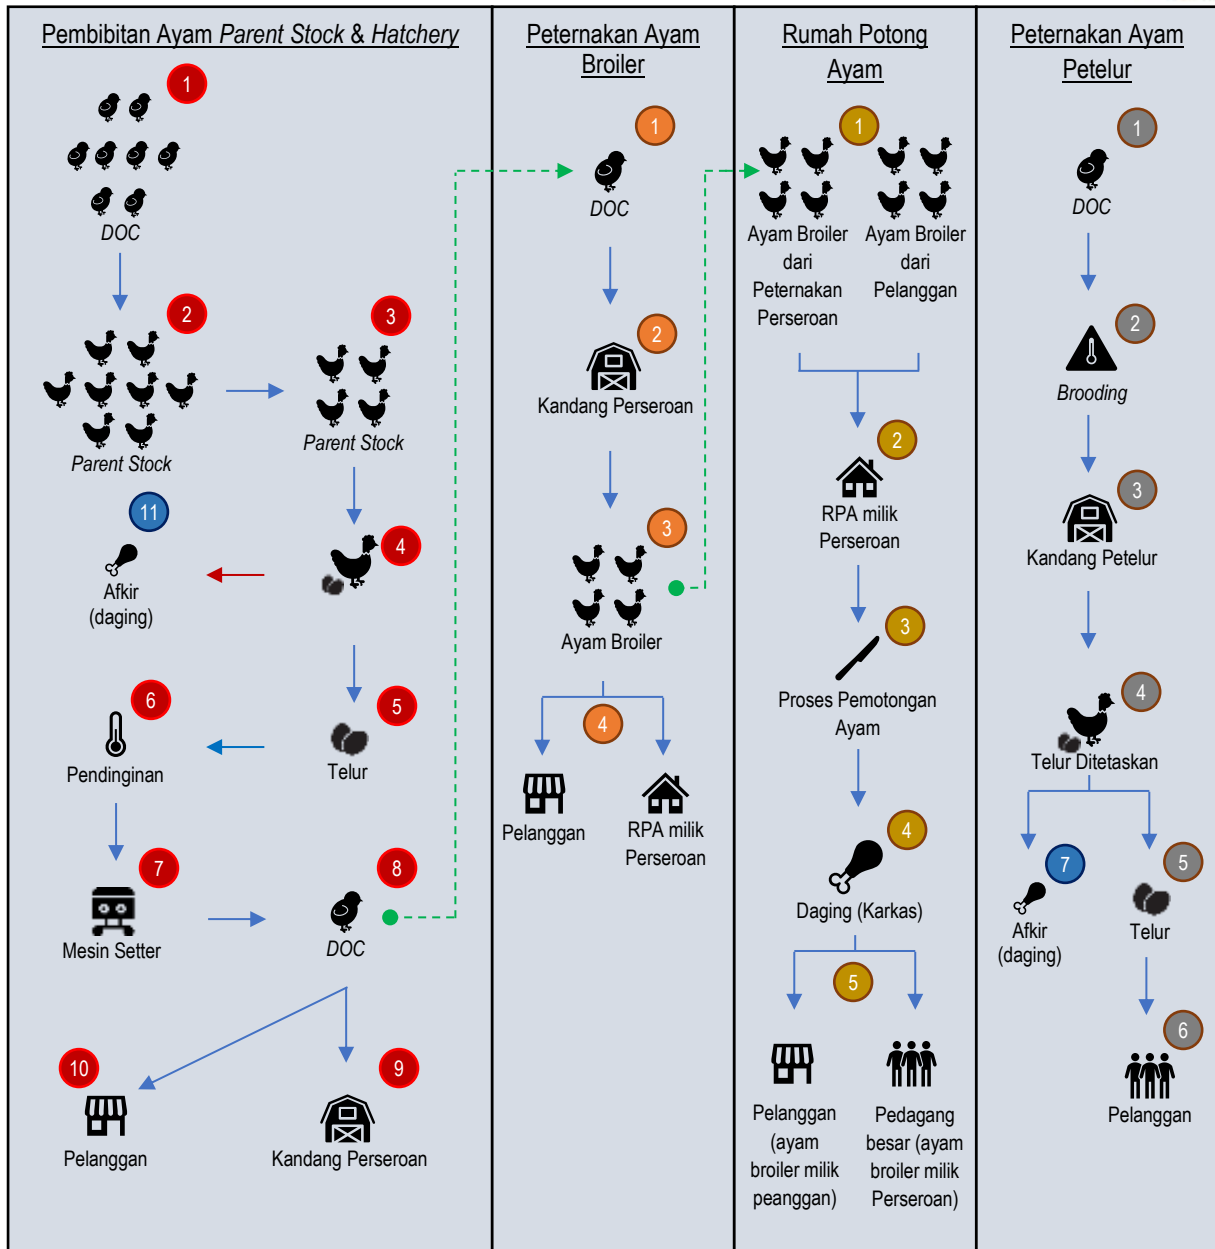 Pembibitan Ayam Parent Stock & Hatchery
1
DOC
2
Parent Stock
3
Parent Stock
11
Afkir
(daging)
4
6
Pendinginan
5
Telur
7
Mesin Setter
8
DOC
10
Pelanggan
9
Kandang Perseroan
Peternakan Ayam
Broiler
1
DOC
2
Kandang Perseroan
3
Ayam Broiler
4
Pelanggan
RPA milik
Perseroan
Rumah Potong
Ayam
1
Ayam Broiler
dari
Peternakan
Perseroan
Ayam Broiler
dari
Pelanggan
2
RPA milik
Perseroan
3
Proses Pemotongan
Ayam
4
Daging (Karkas)
5
Pelanggan
(ayam
broiler milik
peanggan)
Pedagang
besar (ayam
broiler milik
Perseroan)
Peternakan Ayam
Petelur
1
DOC
2
Brooding
3
Kandang Petelur
4
Telur Ditetaskan
7
Afkir
(daging)
5
Telur
6
Pelanggan